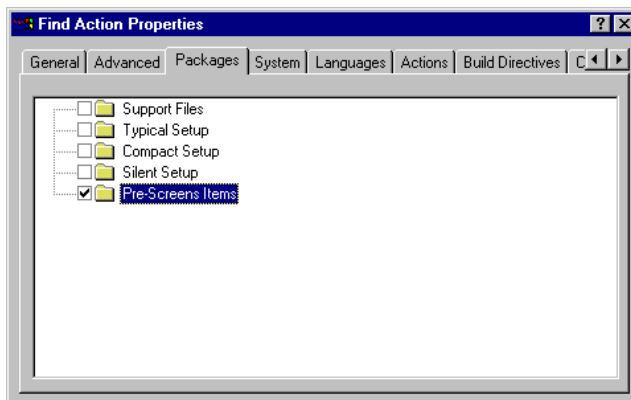 Find Action Properties
General Advanced Packages System Languages Actions Build Directives C
Support Files
Typical Setup
Compact Setup
Silent Setup
Pre-Screens Items